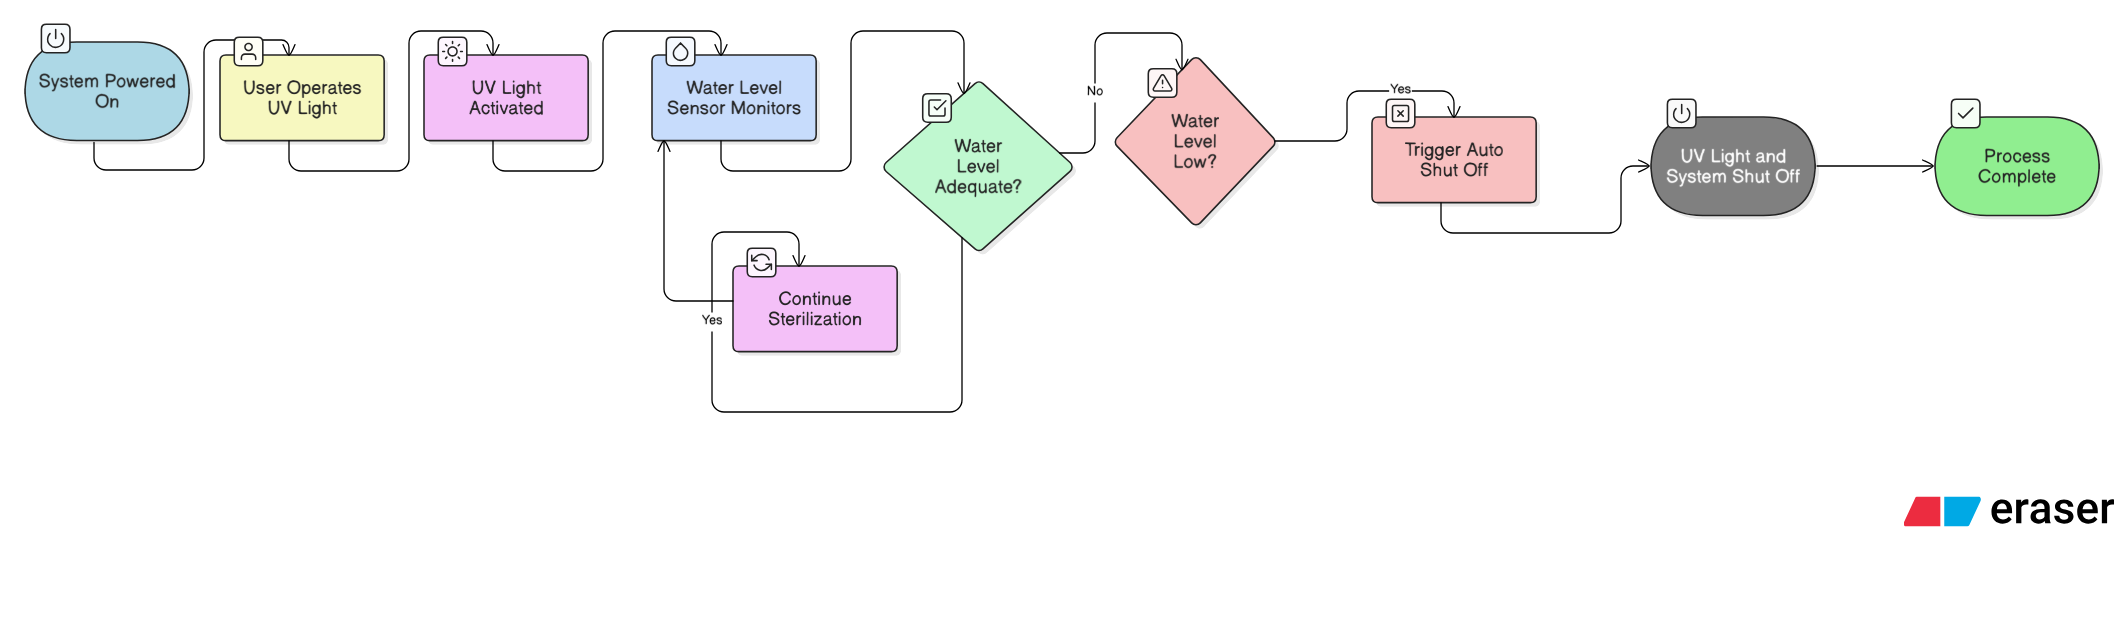 System Powered
On
User Operates
UV Light
UV Light
Activated
Water Level
Sensor Monitors
Water
Level
Adequate?
No
Water
Level
Low?
Yes
Trigger Auto
Shut Off
UV Light and
System Shut Off
Process
Complete
Yes
Continue
Sterilization
eraser